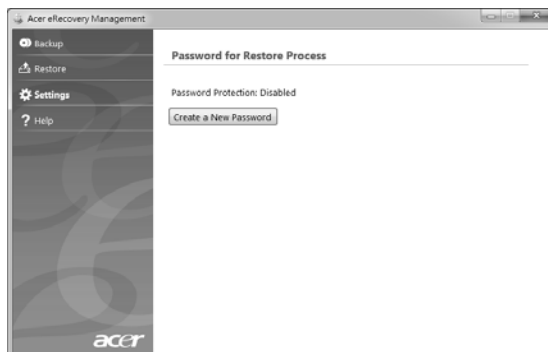 Acer eRecovery Management
Backup
Restore
Settings
? Help
Password for Restore Process
Password Protection: Disabled
Create a New Password
acer